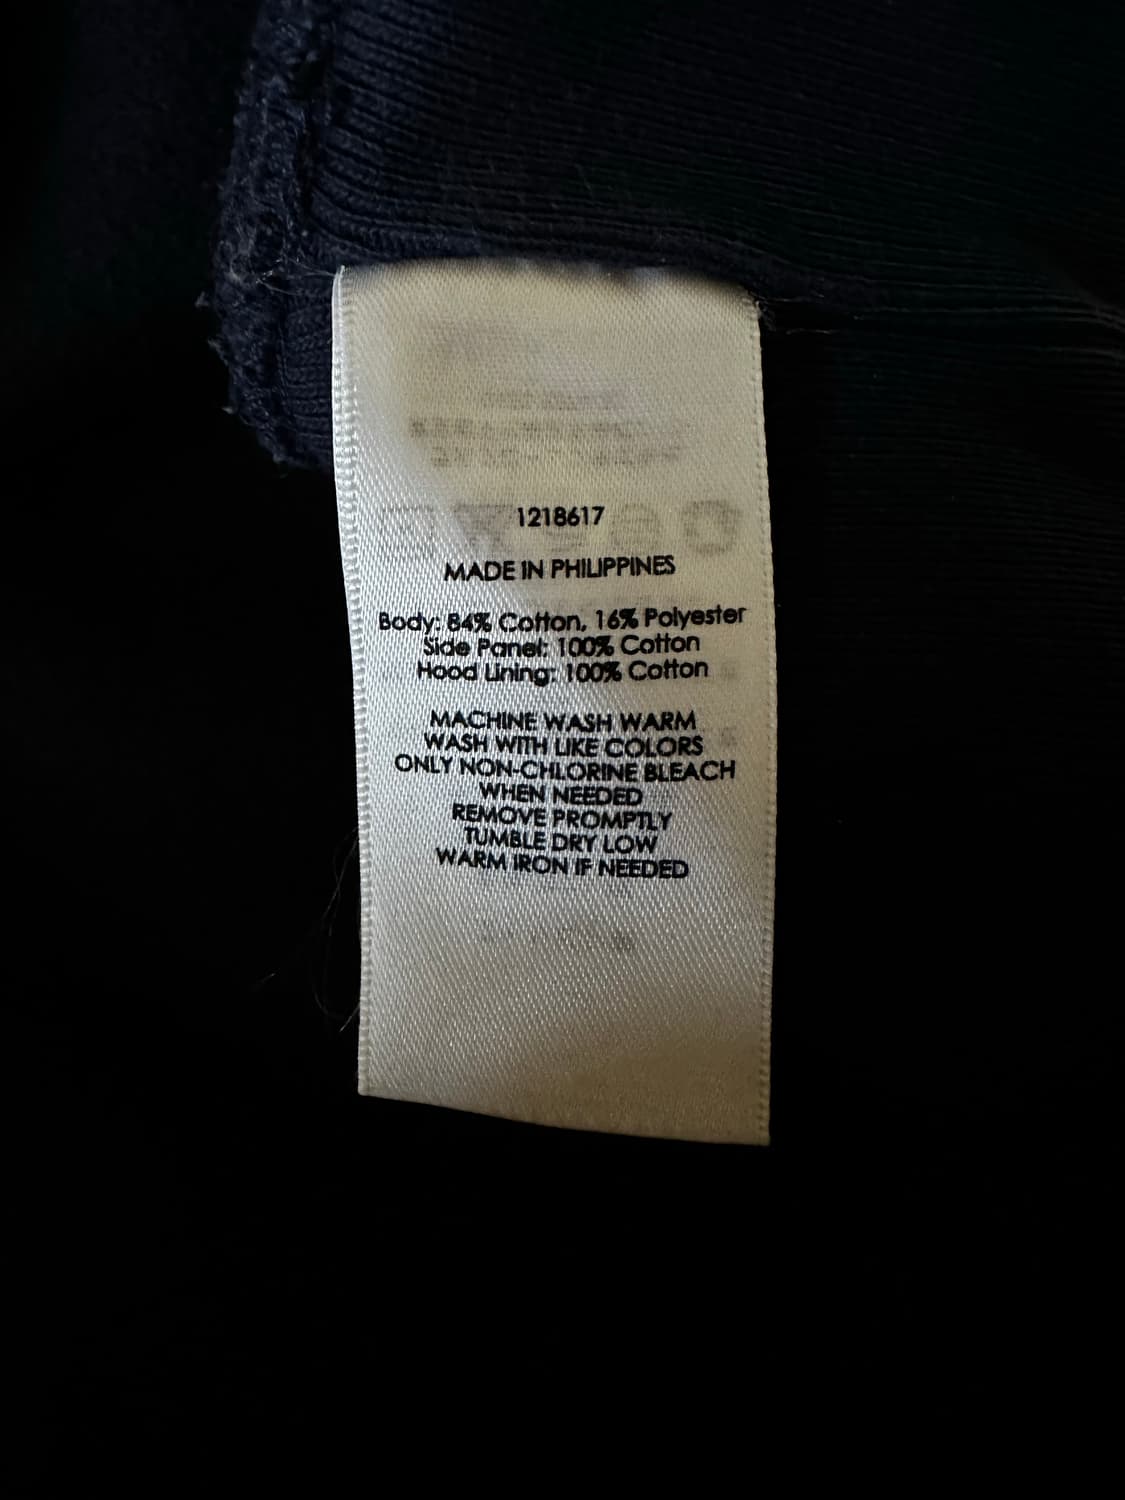 1218617
MADE IN PHILIPPINES
Body: 84% Cotton, 16% Polyester
Side Panel: 100% Cotton
Hood Lining: 100% Cotton
MACHINE WASH WARM
WASH WITH LIKE COLORS
ONLY NON-CHLORINE BLEACH
WHEN NEEDED
REMOVE PROMPTLY
TUMBLE DRY LOW
WARM IRON IF NEEDED